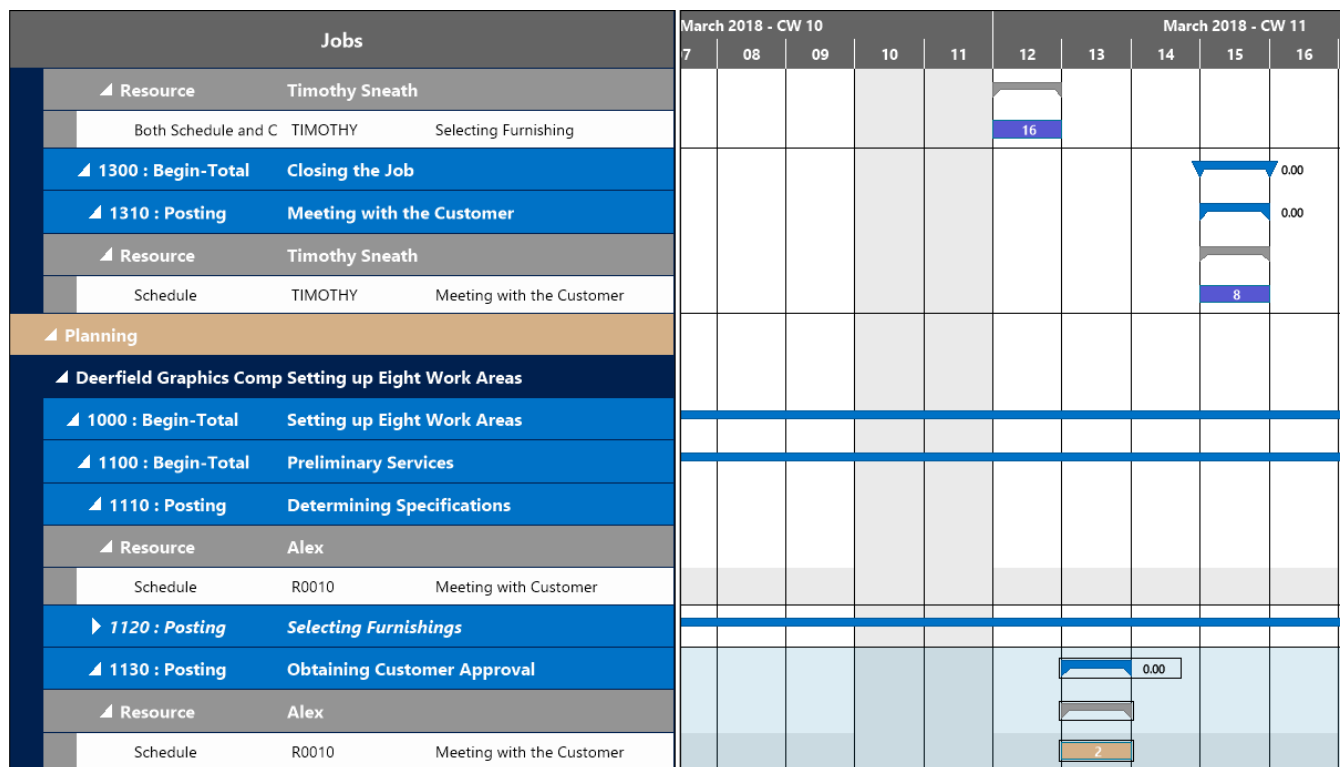 Jobs
March 2018 - CW 10 March 2018 - CW 11
08 09 10 11 12 13 14 15 16
Resource Timothy Sneath
Both Schedule and C TIMOTHY Selecting Furnishing 16
1300 : Begin-Total Closing the Job 0.00
1310 : Posting Meeting with the Customer 0.00
Resource Timothy Sneath
Schedule TIMOTHY Meeting with the Customer 8
Planning
Deerfield Graphics Comp Setting up Eight Work Areas
1000 : Begin-Total Setting up Eight Work Areas
1100 : Begin-Total Preliminary Services
1110 : Posting Determining Specifications
Resource Alex
Schedule R0010 Meeting with Customer
1120 : Posting Selecting Furnishings
1130 : Posting Obtaining Customer Approval 0.00
Resource Alex
Schedule R0010 Meeting with the Customer 2